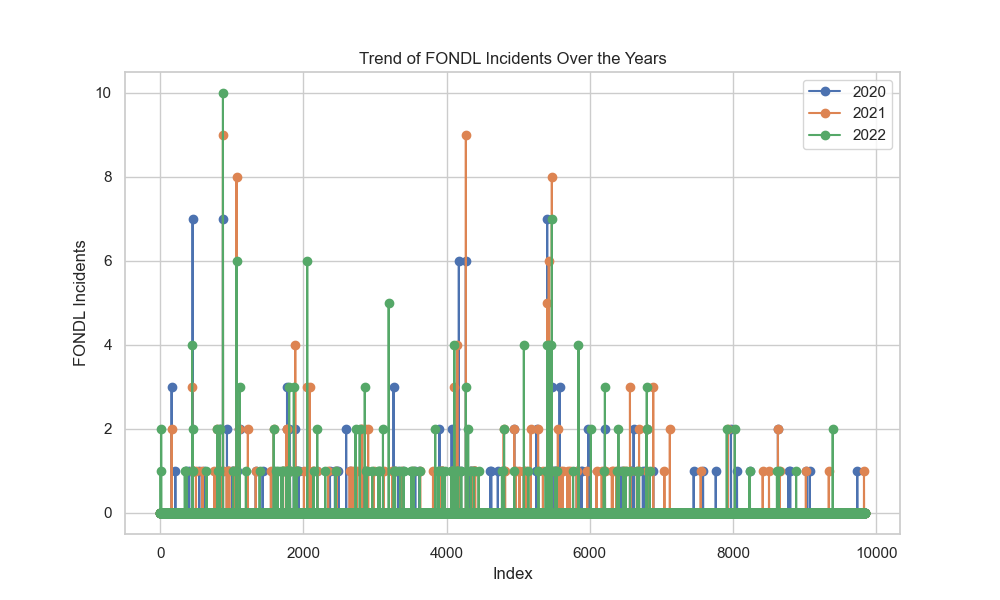 Trend of FONDL Incidents Over the Years
2020
2021
2022
FONDL Incidents
10
8
6
4
2
0
0 2000 4000 6000 8000 10000
Index